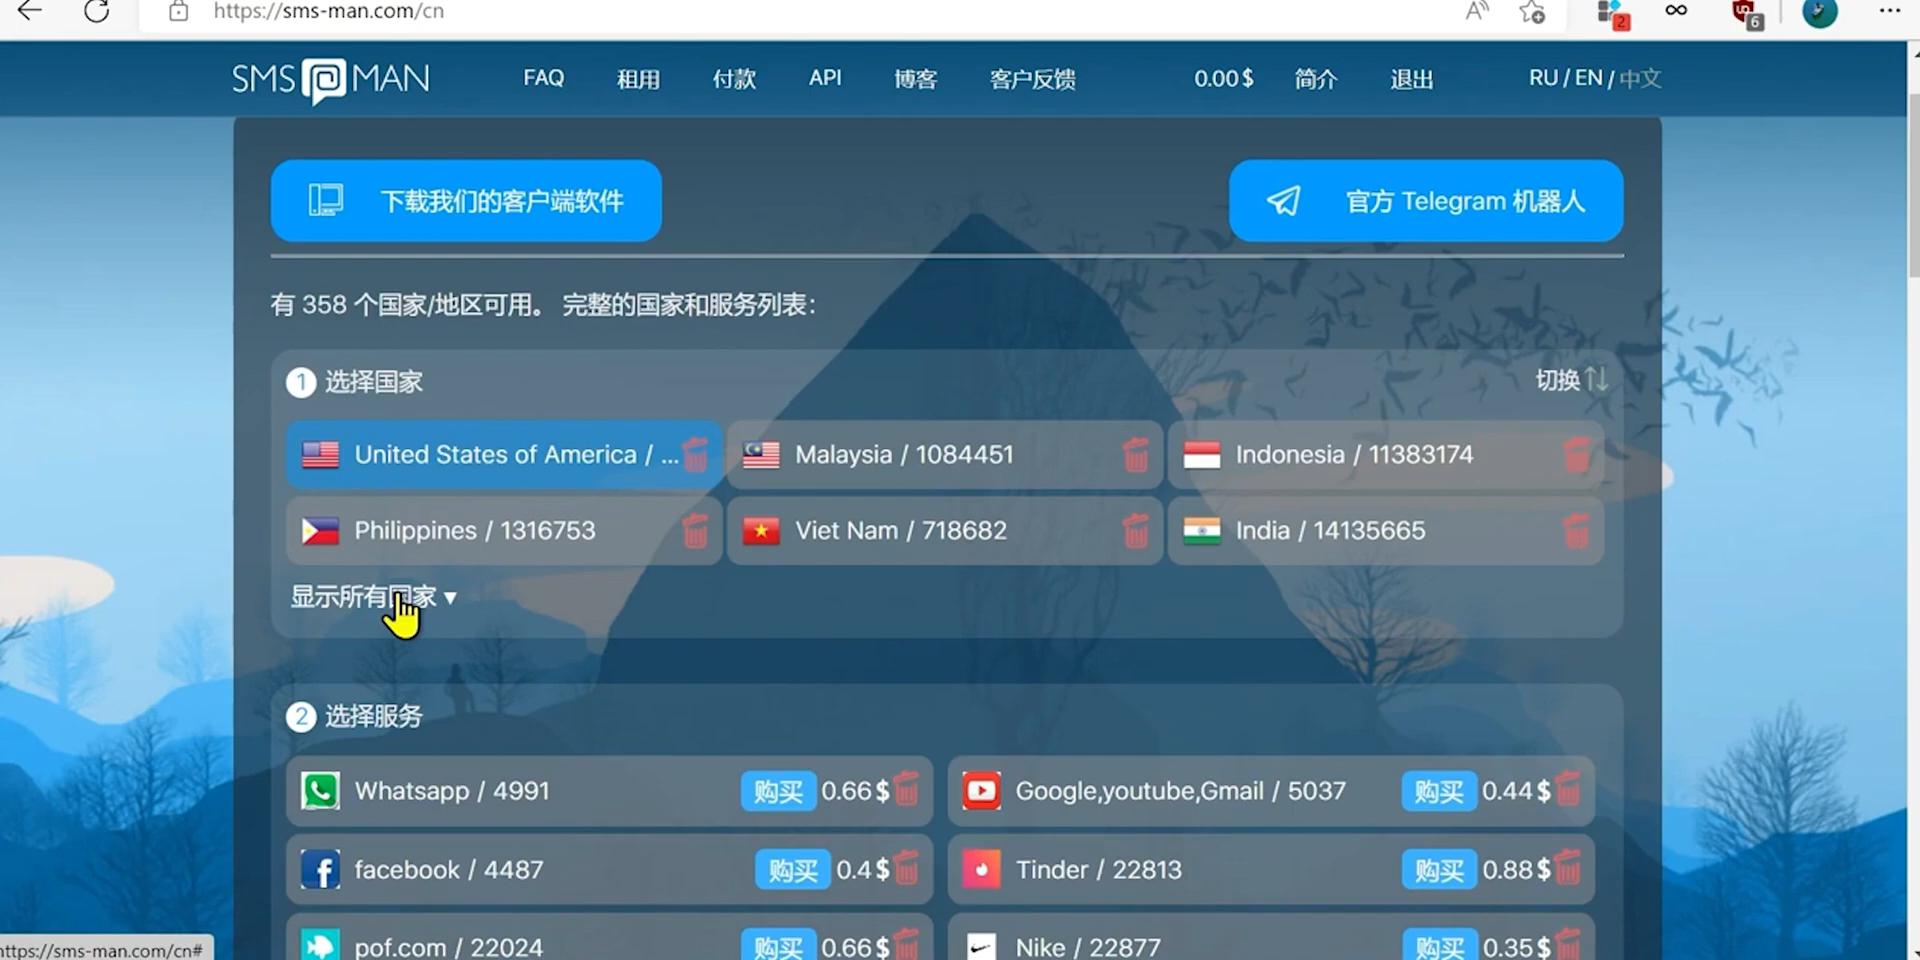 https://sms-man.com/cn
2
6
SMS MAN
FAQ 租用 付款 API 博客 客户反馈 0.00$ 简介 退出 RU / EN / 中文
下载我们的客户端软件
官方 Telegram 机器人
有 358 个国家/地区可用。 完整的国家和服务列表:
1 选择国家
切换
United States of America / ...
Malaysia / 1084451
Indonesia / 11383174
Philippines / 1316753
Viet Nam / 718682
India / 14135665
显示所有国家 ▾
2 选择服务
Whatsapp / 4991 购买 0.66$
Google,youtube,Gmail / 5037 购买 0.44$
facebook / 4487 购买 0.4$
Tinder / 22813 购买 0.88$
pof.com / 22024 购买 0.66$
Nike / 22877 购买 0.35$
https://sms-man.com/cn#